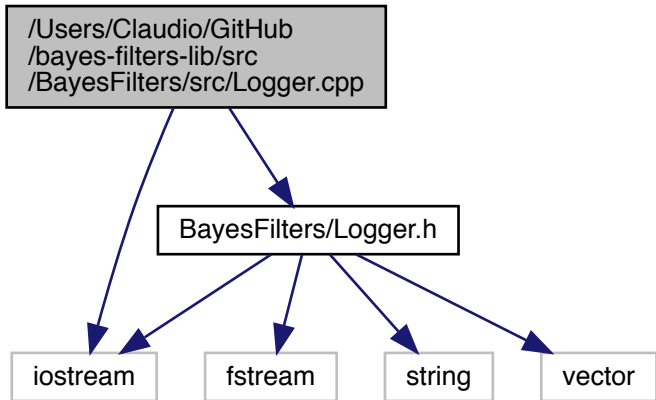 /Users/Claudio/GitHub
/bayes-filters-lib/src
/BayesFilters/src/Logger.cpp
BayesFilters/Logger.h
iostream
fstream
string
vector